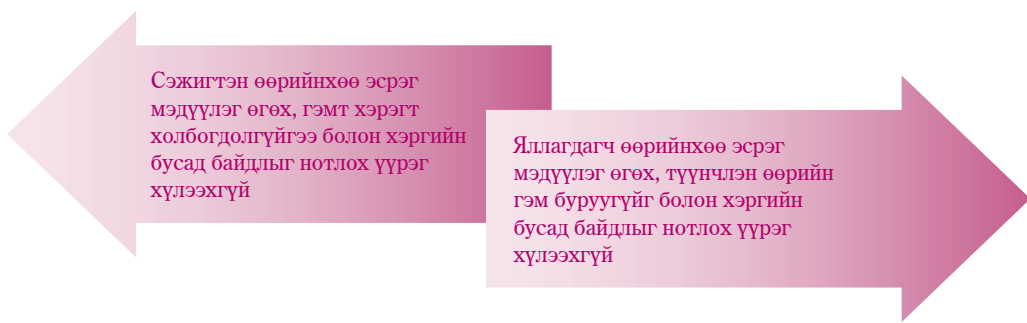 Сэжигтэн өөрийнхөө эсрэг
мэдүүлэг өгөх, гэмт хэрэгт
холбогдолгүйгээ болон хэргийн
бусад байдлыг нотлох үүрэг
хүлээхгүй
Яллагдагч өөрийнхөө эсрэг
мэдүүлэг өгөх, түүнчлэн өөрийн
гэм буруугүйг болон хэргийн
бусад байдлыг нотлох үүрэг
хүлээхгүй